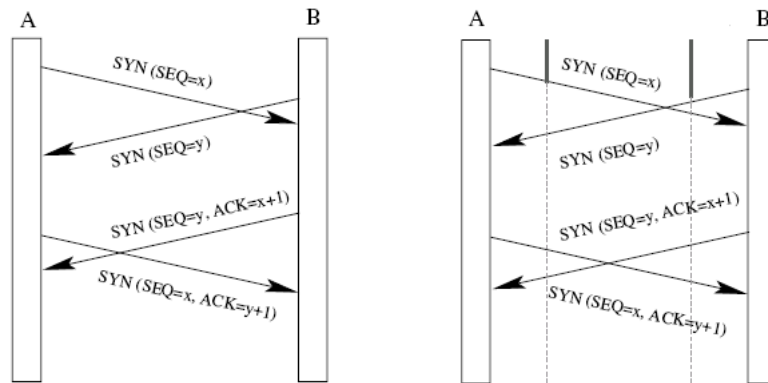 A
B
SYN (SEQ=x)
SYN (SEQ=y)
SYN (SEQ=y, ACK=x+1)
SYN (SEQ=x, ACK=y+1)
A
B
SYN (SEQ=x)
SYN (SEQ=y)
SYN (SEQ=y, ACK=x+1)
SYN (SEQ=x, ACK=y+1)